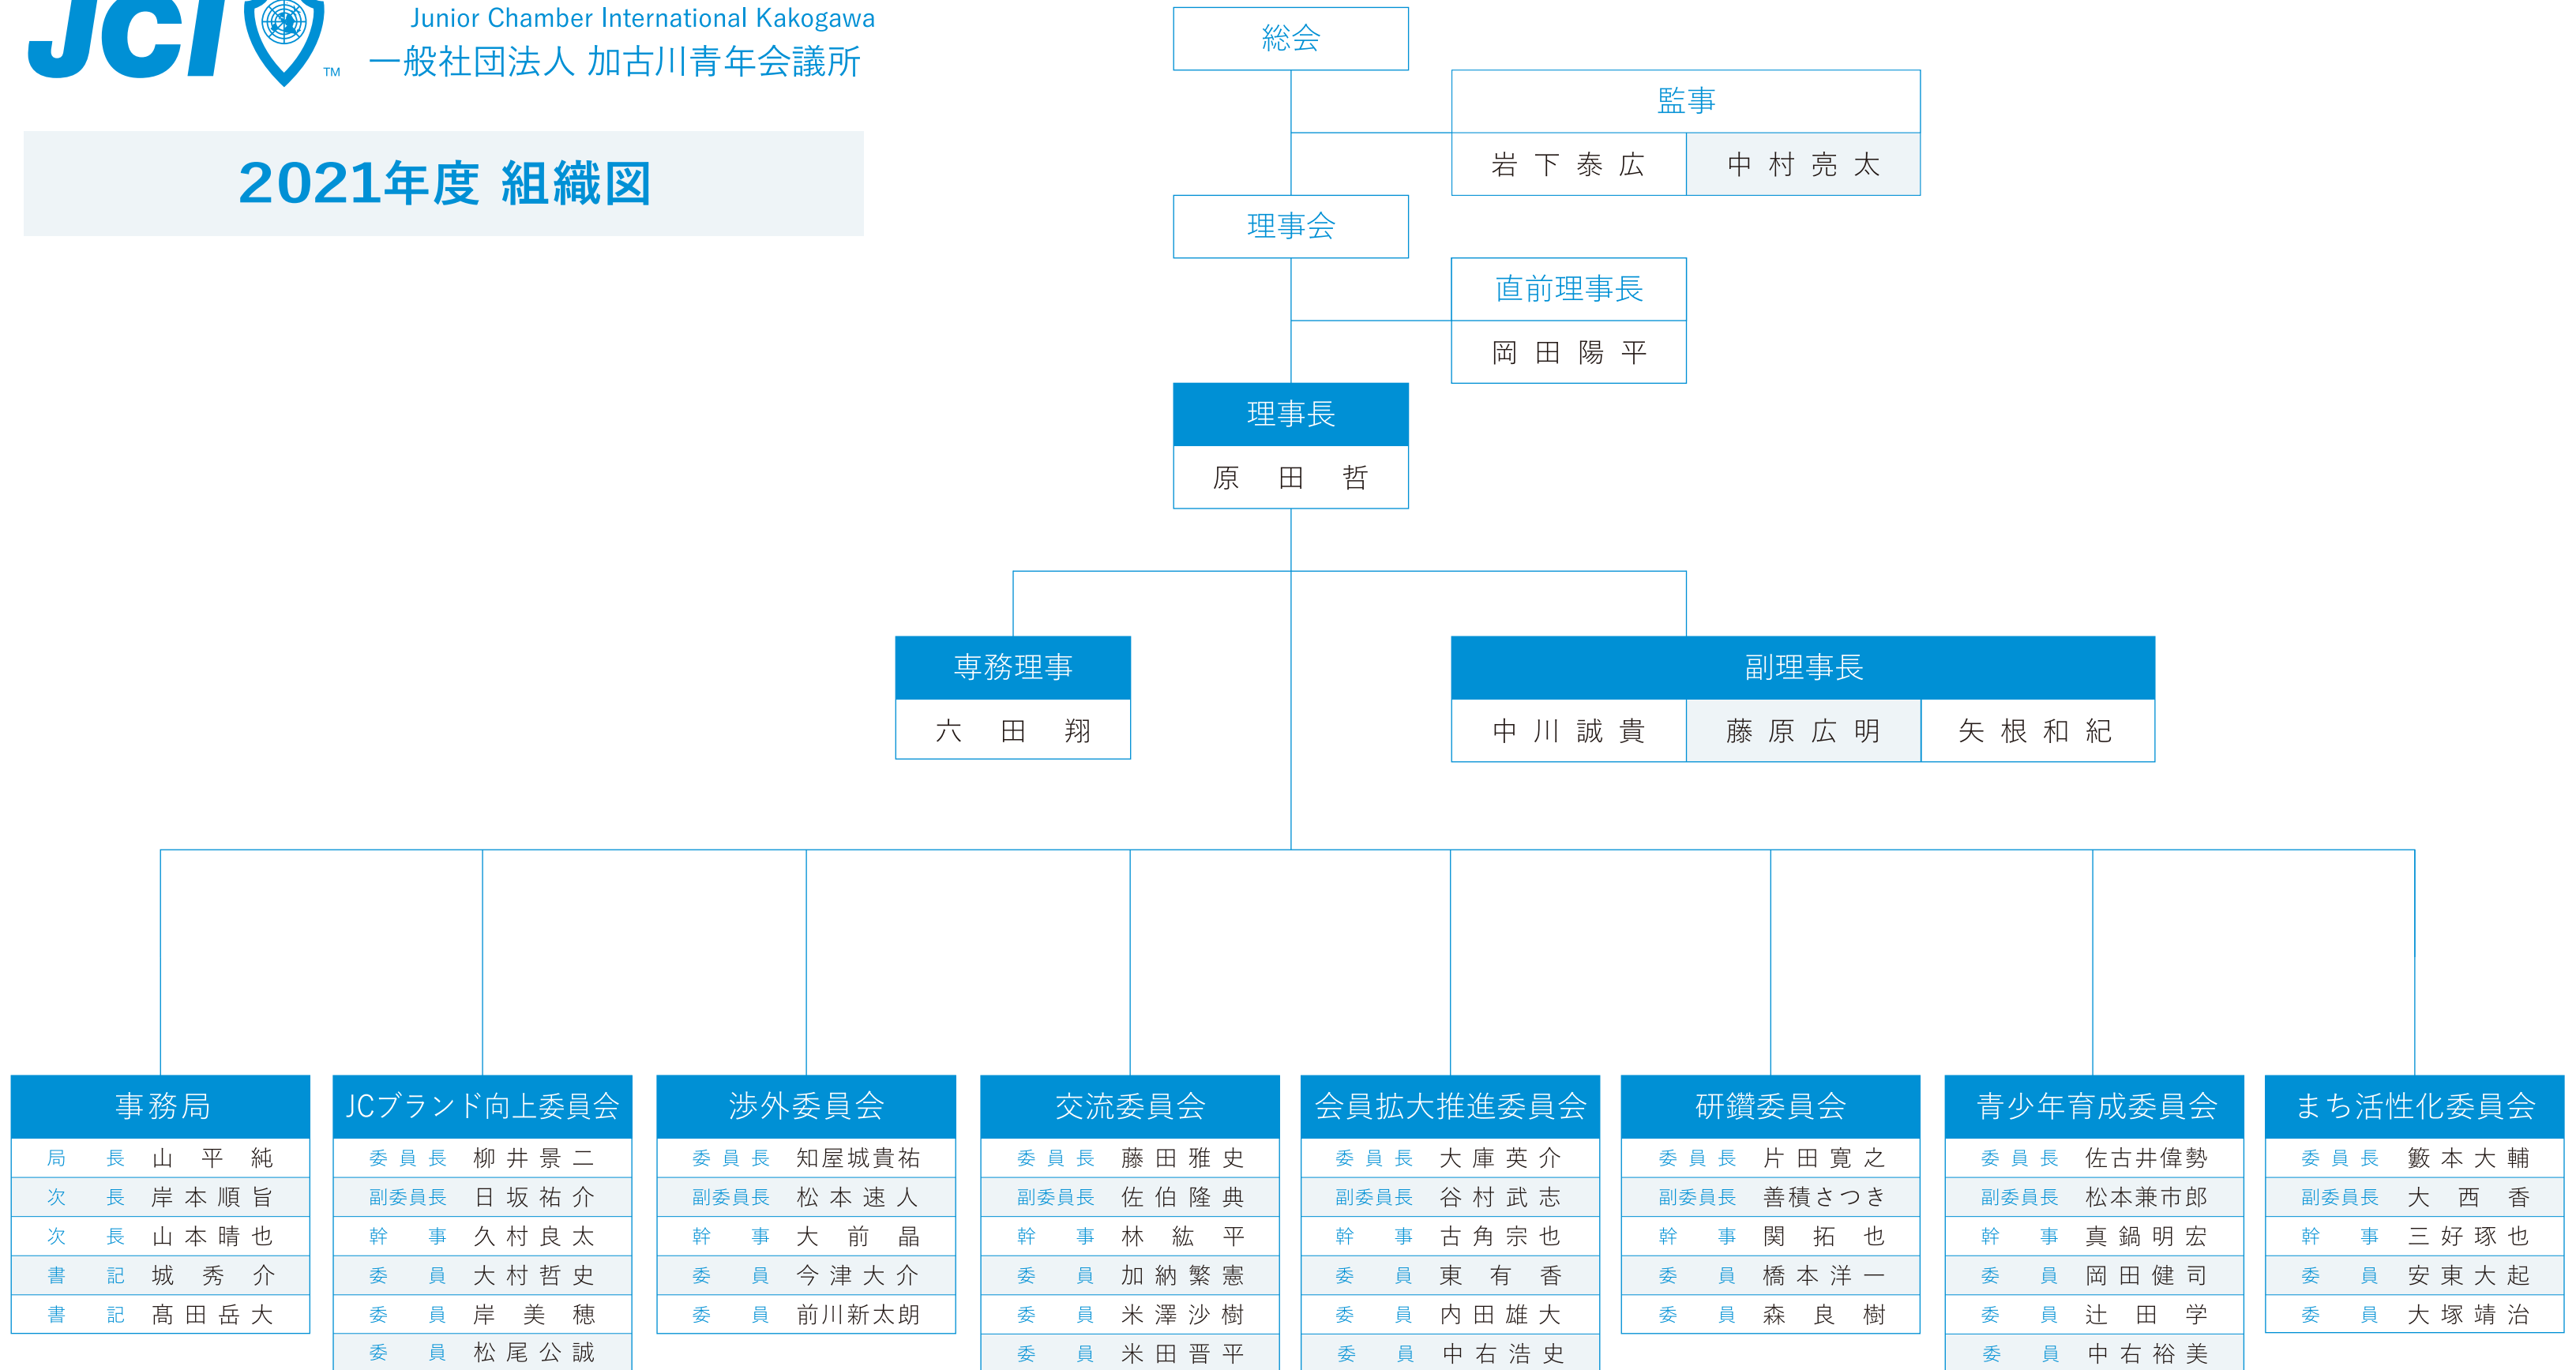 JCI
TM
Junior Chamber International Kakogawa
一般社団法人 加古川青年会議所
2021年度 組織図
総会
監事
岩下泰広 中村亮太
理事会
直前理事長
岡田陽平
理事長
原田哲
専務理事
六田翔
副理事長
中川誠貴 藤原広明 矢根和紀
事務局
局長 山平純
次長 岸本順旨
次長 山本晴也
書記 城秀介
書記 髙田岳大
JCブランド向上委員会
委員長 柳井景二
副委員長 日坂祐介
幹事 久村良太
委員 大村哲史
委員 岸美穂
委員 松尾公誠
渉外委員会
委員長 知屋城貴祐
副委員長 松本速人
幹事 大前晶
委員 今津大介
委員 前川新太朗
交流委員会
委員長 藤田雅史
副委員長 佐伯隆典
幹事 林紘平
委員 加納繁憲
委員 米澤沙樹
委員 米田晋平
会員拡大推進委員会
委員長 大庫英介
副委員長 谷村武志
幹事 古角宗也
委員 東有香
委員 内田雄大
委員 中右浩史
研鑽委員会
委員長 片田寛之
副委員長 善積さつき
幹事 関拓也
委員 橋本洋一
委員 森良樹
青少年育成委員会
委員長 佐古井偉勢
副委員長 松本兼市郎
幹事 真鍋明宏
委員 岡田健司
委員 辻田学
委員 中右裕美
まち活性化委員会
委員長 籔本大輔
副委員長 大西香
幹事 三好琢也
委員 安東大起
委員 大塚靖治